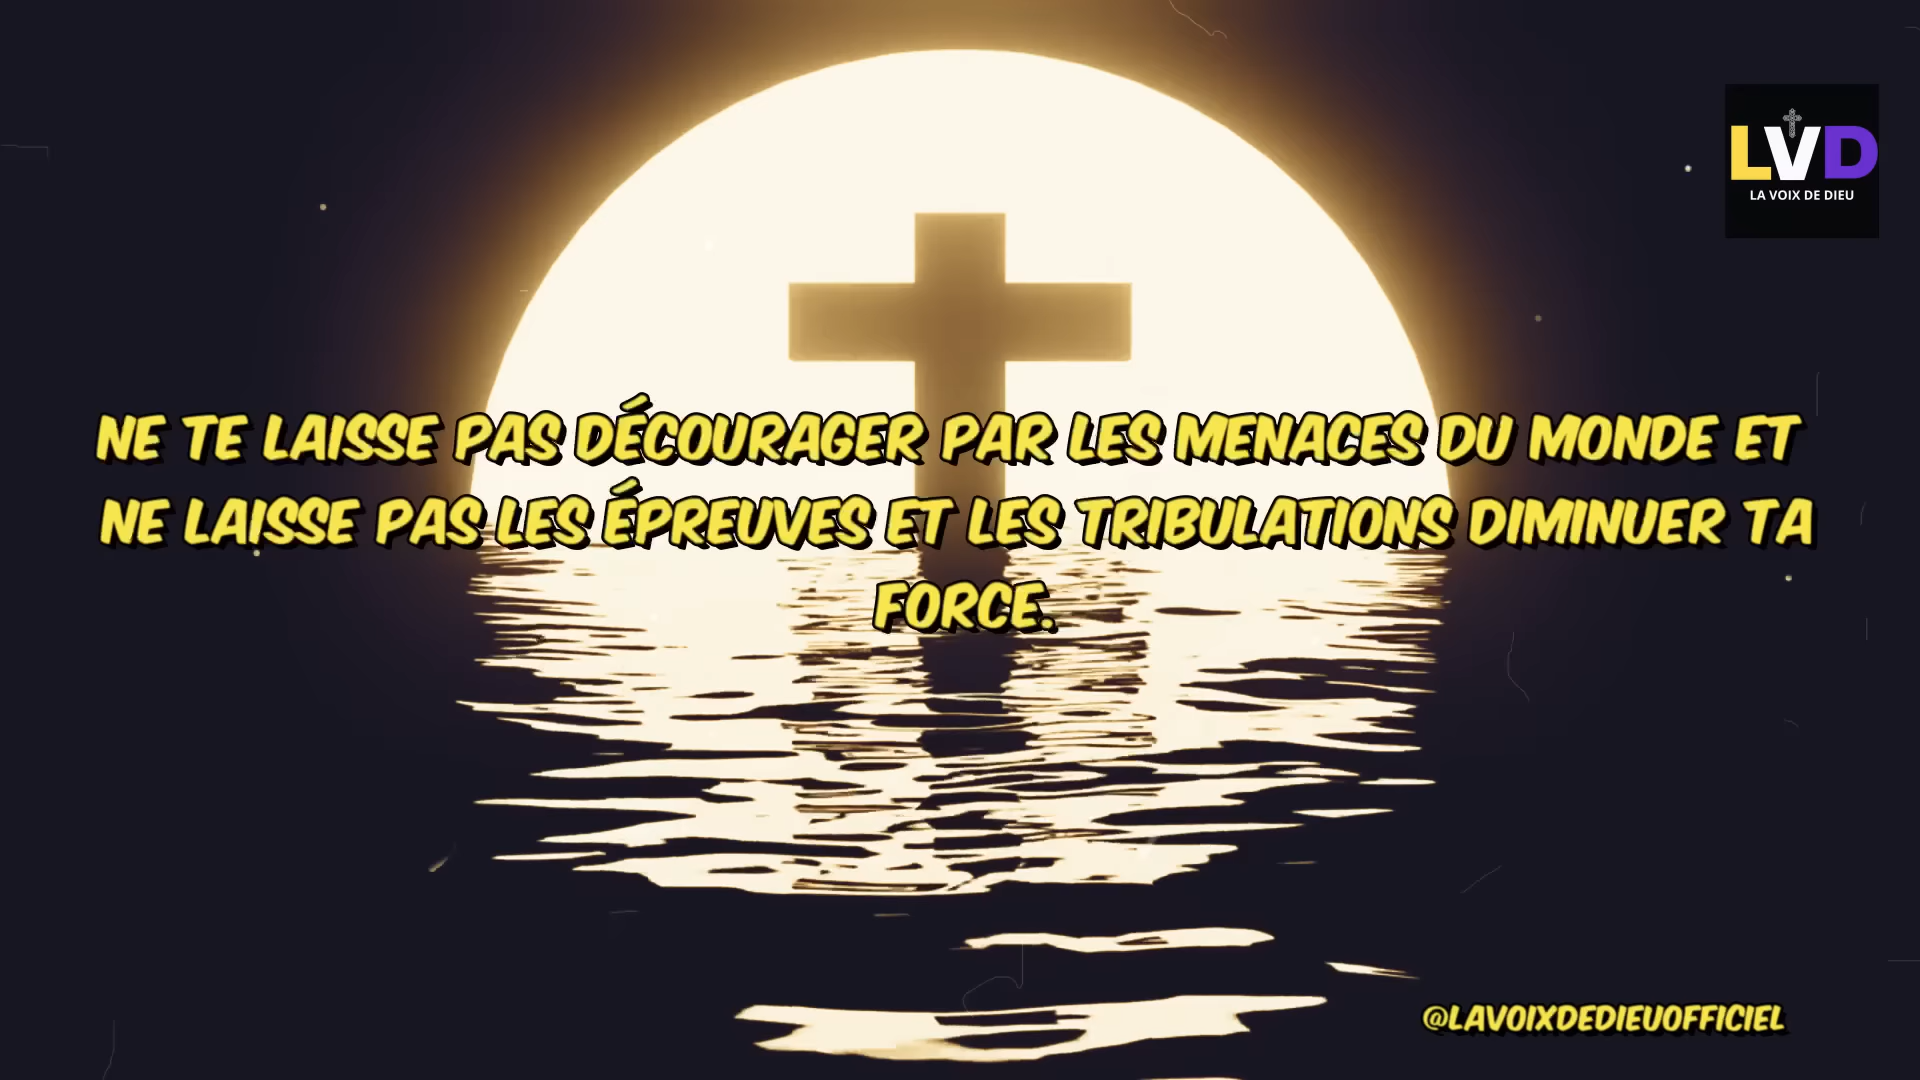 LVD
LA VOIX DE DIEU
NE TE LAISSE PAS DÉCOURAGER PAR LES MENACES DU MONDE ET
NE LAISSE PAS LES ÉPREUVES ET LES TRIBULATIONS DIMINUER TA
FORCE.
@LAVOIXDEDIEUOFFICIEL